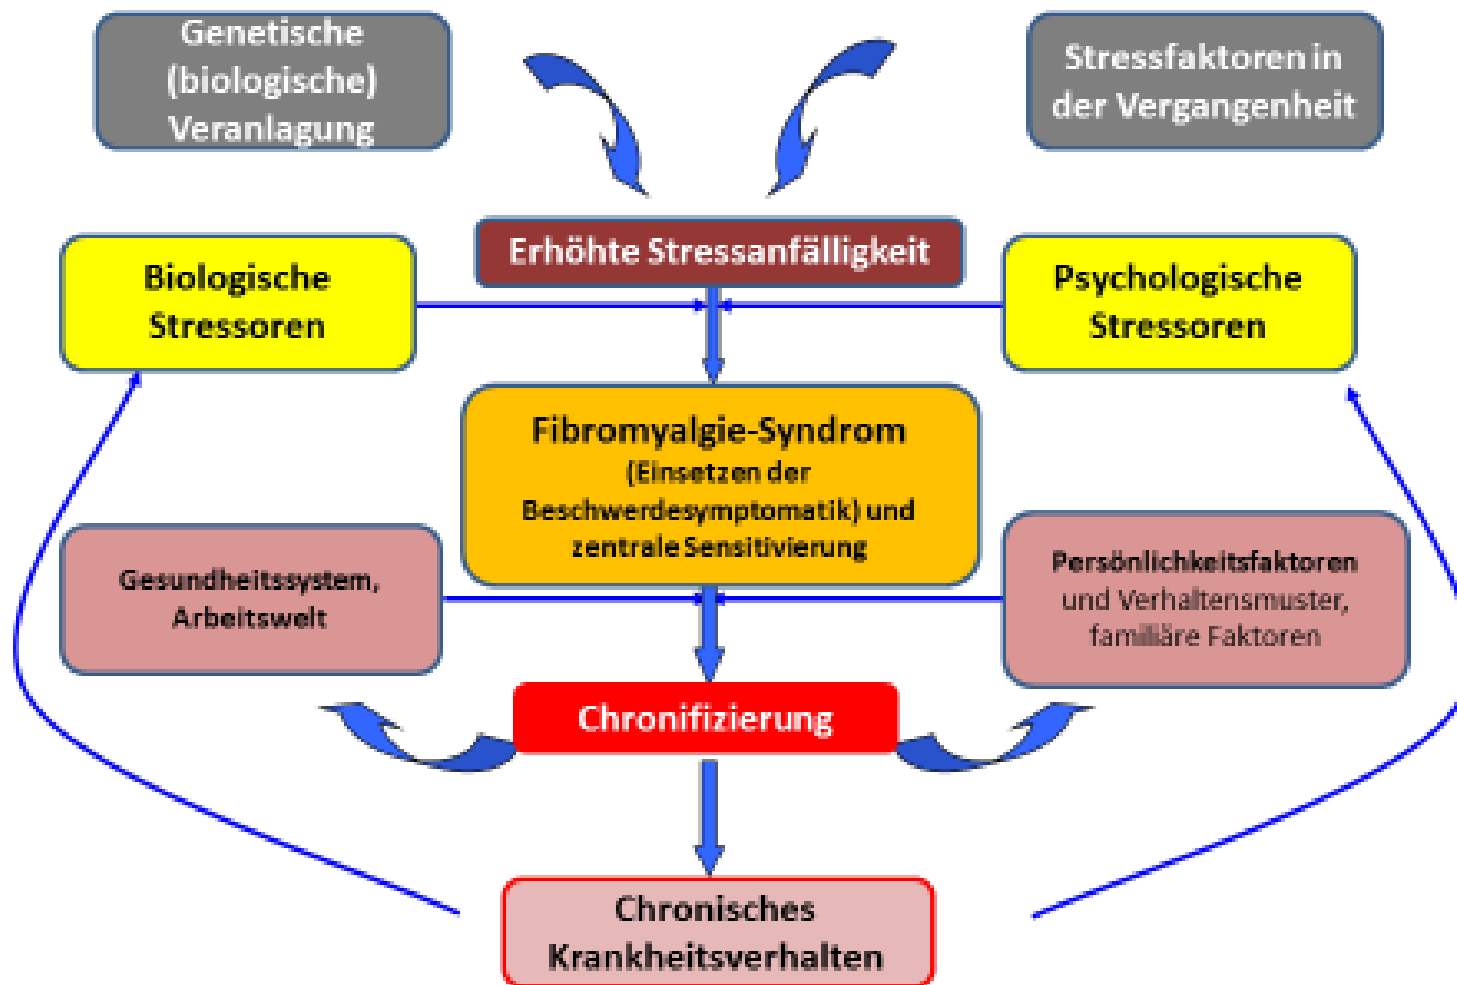 Genetische
(biologische)
Veranlagung
Stressfaktoren in
der Vergangenheit
Erhöhte Stressanfälligkeit
Biologische
Stressoren
Psychologische
Stressoren
Fibromyalgie-Syndrom
(Einsetzen der
Beschwerdesymptomatik) und
zentrale Sensitivierung
Gesundheitssystem,
Arbeitswelt
Persönlichkeitsfaktoren
und Verhaltensmuster,
familiäre Faktoren
Chronifizierung
Chronisches
Krankheitsverhalten